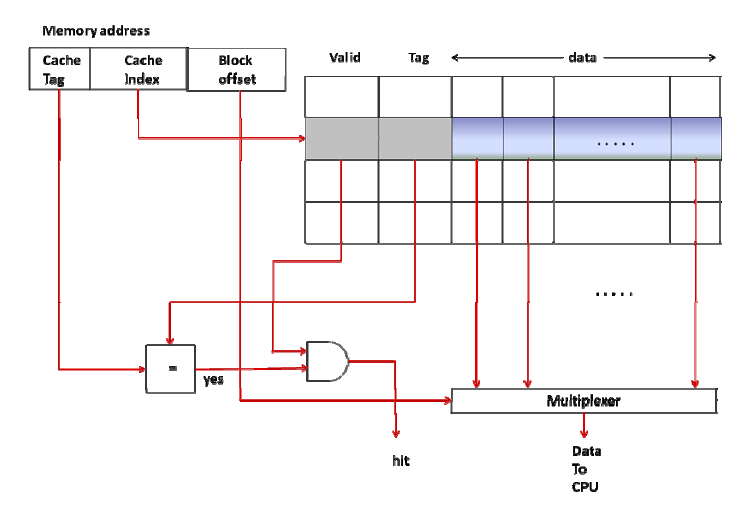 Memory address
Cache
Tag
Cache
Index
Block
offset
Valid
Tag
data
.....
.....
=
yes
hit
Multiplexer
Data
To
CPU